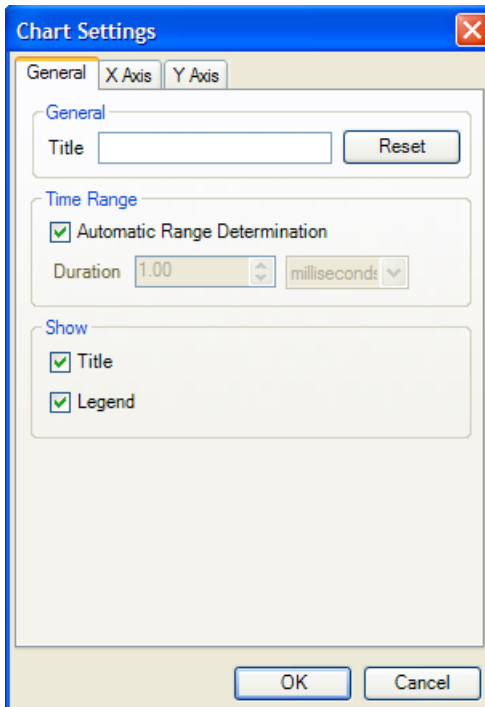 Chart Settings
General X Axis Y Axis
General
Title Reset
Time Range
Automatic Range Determination
Duration 1.00 milliseconds
Show
Title
Legend
OK Cancel